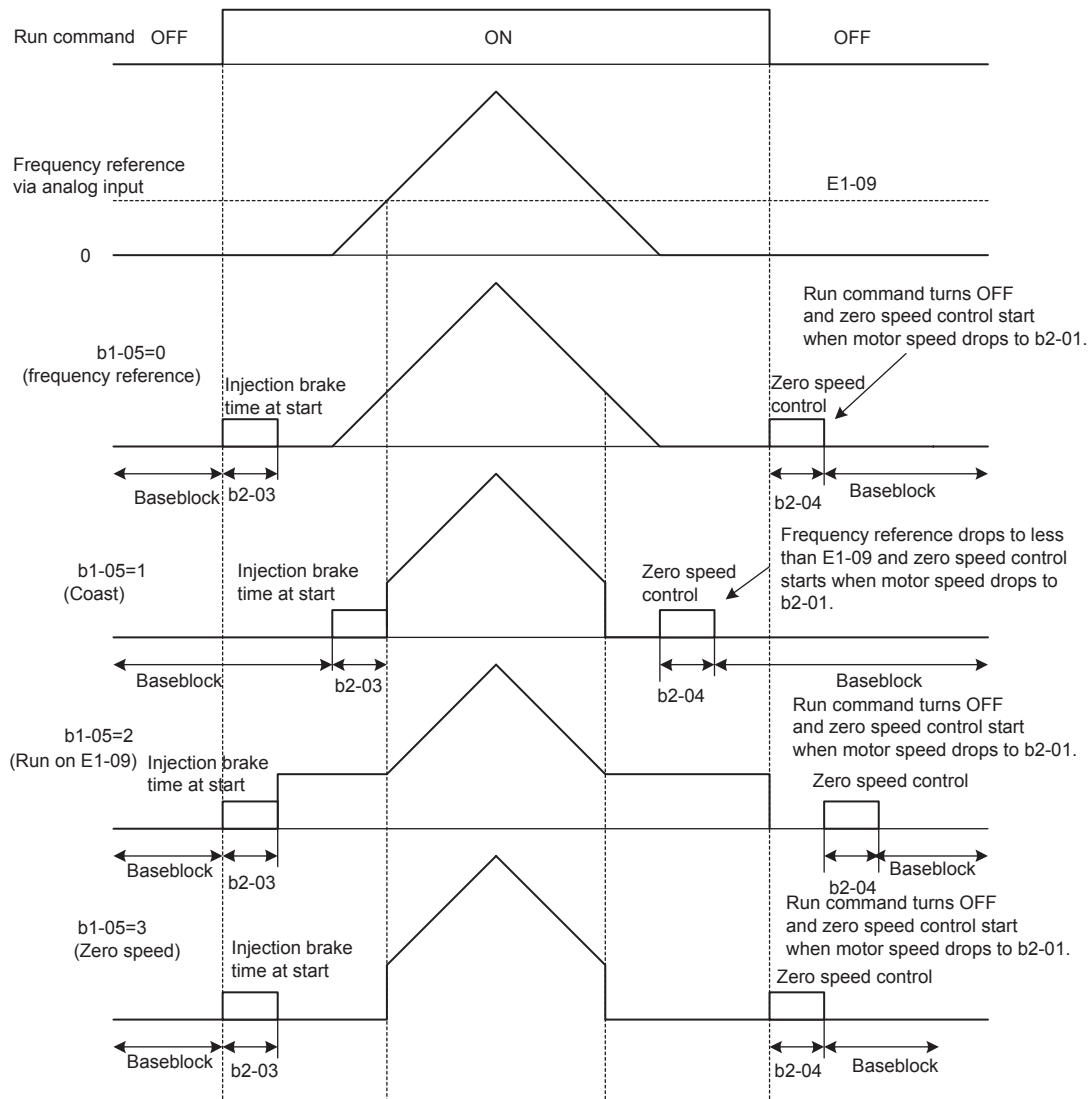 Run command OFF ON OFF
Frequency reference
via analog input
E1-09
0
Run command turns OFF
and zero speed control start
when motor speed drops to b2-01.
b1-05=0
(frequency reference)
Injection brake
time at start
Zero speed
control
Baseblock
b2-03
b2-04
Baseblock
Frequency reference drops to less
than E1-09 and zero speed control
starts when motor speed drops to
b2-01.
b1-05=1
(Coast)
Injection brake
time at start
Zero speed
control
Baseblock
b2-03
b2-04
Baseblock
Run command turns OFF
and zero speed control start
when motor speed drops to b2-01.
b1-05=2
(Run on E1-09)
Injection brake
time at start
Zero speed control
Baseblock
b2-03
b2-04
Baseblock
Run command turns OFF
and zero speed control start
when motor speed drops to b2-01.
b1-05=3
(Zero speed)
Injection brake
time at start
Zero speed control
Baseblock
b2-03
b2-04
Baseblock